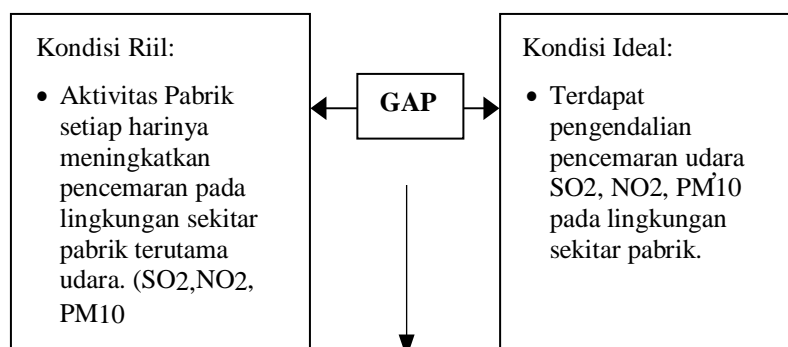 Kondisi Riil:
• Aktivitas Pabrik
setiap harinya
meningkatkan
pencemaran pada
lingkungan sekitar
pabrik terutama
udara. (SO2,NO2,
PM10
GAP
Kondisi Ideal:
• Terdapat
pengendalian
pencemaran udara
SO2, NO2, PM10
pada lingkungan
sekitar pabrik.